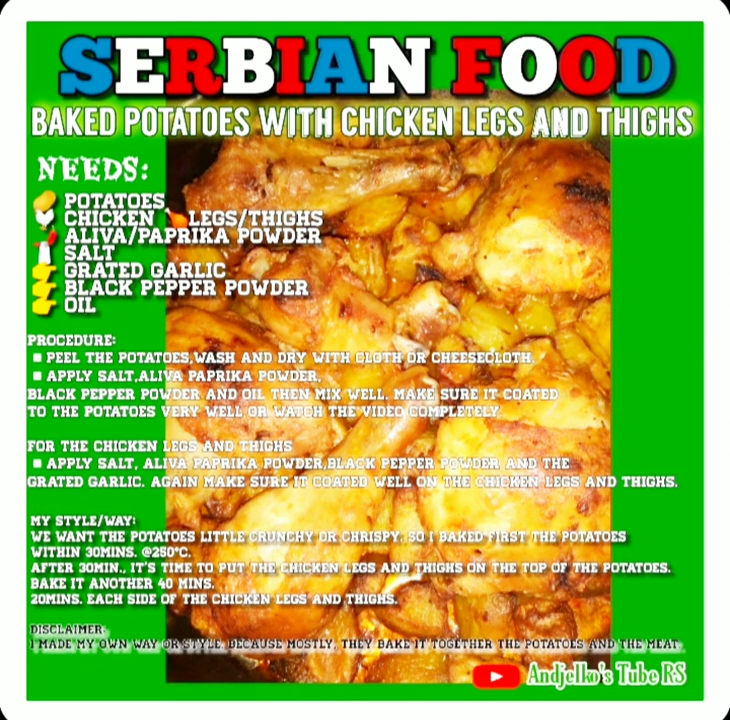 SERBIAN FOOD
BAKED POTATOES WITH CHICKEN LEGS AND THIGHS
NEEDS:
POTATOES
CHICKEN LEGS/THIGHS
ALIVA/PAPRIKA POWDER
SALT
GRATED GARLIC
BLACK PEPPER POWDER
OIL
PROCEDURE:
▪ PEEL THE POTATOES,WASH AND DRY WITH CLOTH OR CHEESECLOTH.
▪ APPLY SALT,ALIVA PAPRIKA POWDER,
BLACK PEPPER POWDER AND OIL THEN MIX WELL. MAKE SURE IT COATED
TO THE POTATOES VERY WELL OR WATCH THE VIDEO COMPLETELY.
FOR THE CHICKEN LEGS AND THIGHS
▪ APPLY SALT, ALIVA PAPRIKA POWDER,BLACK PEPPER POWDER AND THE
GRATED GARLIC. AGAIN MAKE SURE IT COATED WELL ON THE CHICKEN LEGS AND THIGHS.
MY STYLE/WAY:
WE WANT THE POTATOES LITTLE CRUNCHY OR CHRISPY, SO I BAKED FIRST THE POTATOES
WITHIN 30MINS. @250°C.
AFTER 30MIN., IT'S TIME TO PUT THE CHICKEN LEGS AND THIGHS ON THE TOP OF THE POTATOES.
BAKE IT ANOTHER 40 MINS.
20MINS. EACH SIDE OF THE CHICKEN LEGS AND THIGHS.
DISCLAIMER:
I MADE MY OWN WAY OR STYLE. BECAUSE MOSTLY, THEY BAKE IT TOGETHER THE POTATOES AND THE MEAT.
Andjelko's Tube RS